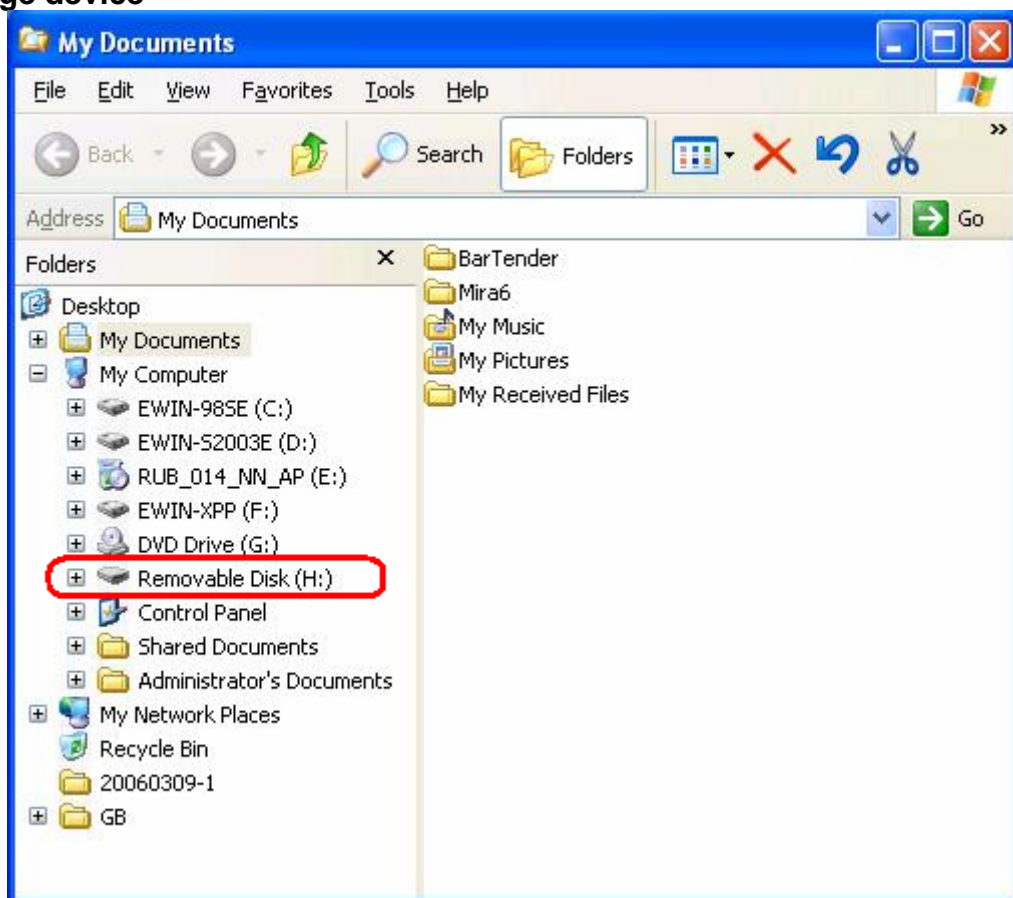 ge device
My Documents
File Edit View Favorites Tools Help
Back Search Folders
Address My Documents Go
Folders
Desktop
My Documents
My Computer
EWIN-98SE (C:)
EWIN-S2003E (D:)
RUB_014_NN_AP (E:)
EWIN-XPP (F:)
DVD Drive (G:)
Removable Disk (H:)
Control Panel
Shared Documents
Administrator's Documents
My Network Places
Recycle Bin
20060309-1
GB
BarTender
Mira6
My Music
My Pictures
My Received Files